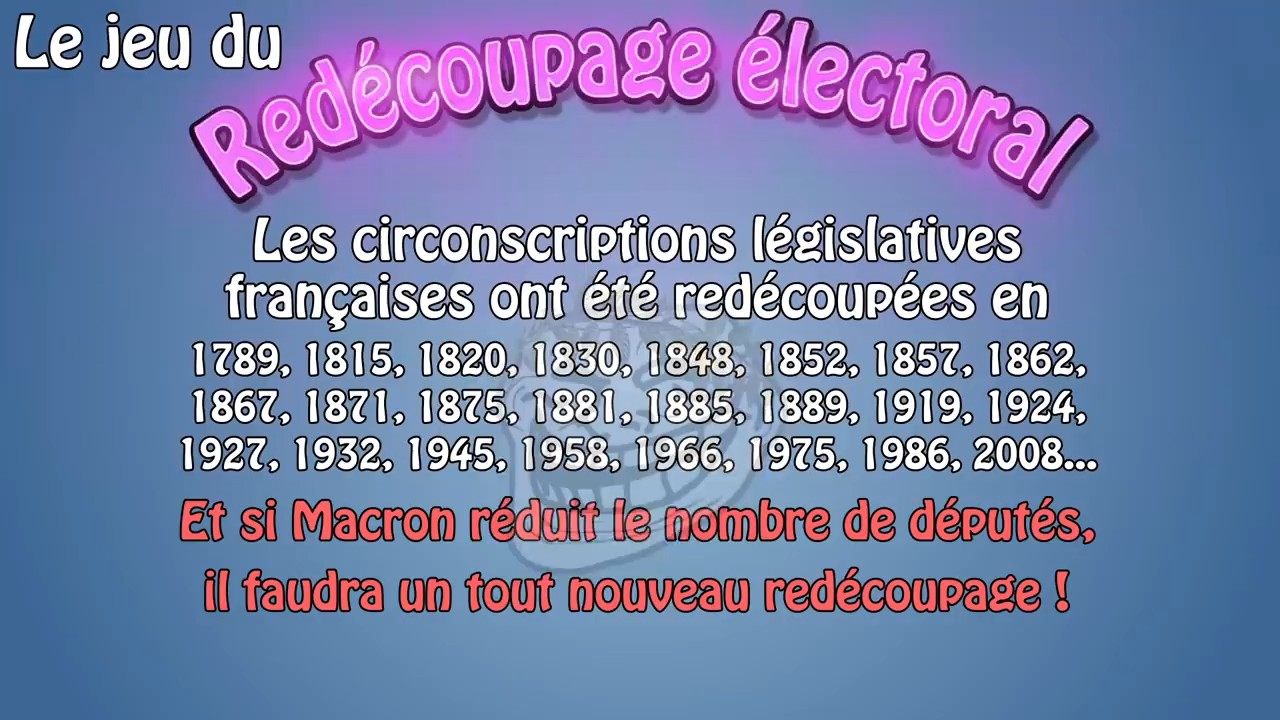 Le jeu du
Redécoupage électoral
Les circonscriptions législatives
françaises ont été redécoupées en
1789, 1815, 1820, 1830, 1848, 1852, 1857, 1862,
1867, 1871, 1875, 1881, 1885, 1889, 1919, 1924,
1927, 1932, 1945, 1958, 1966, 1975, 1986, 2008...
Et si Macron réduit le nombre de députés,
il faudra un tout nouveau redécoupage !